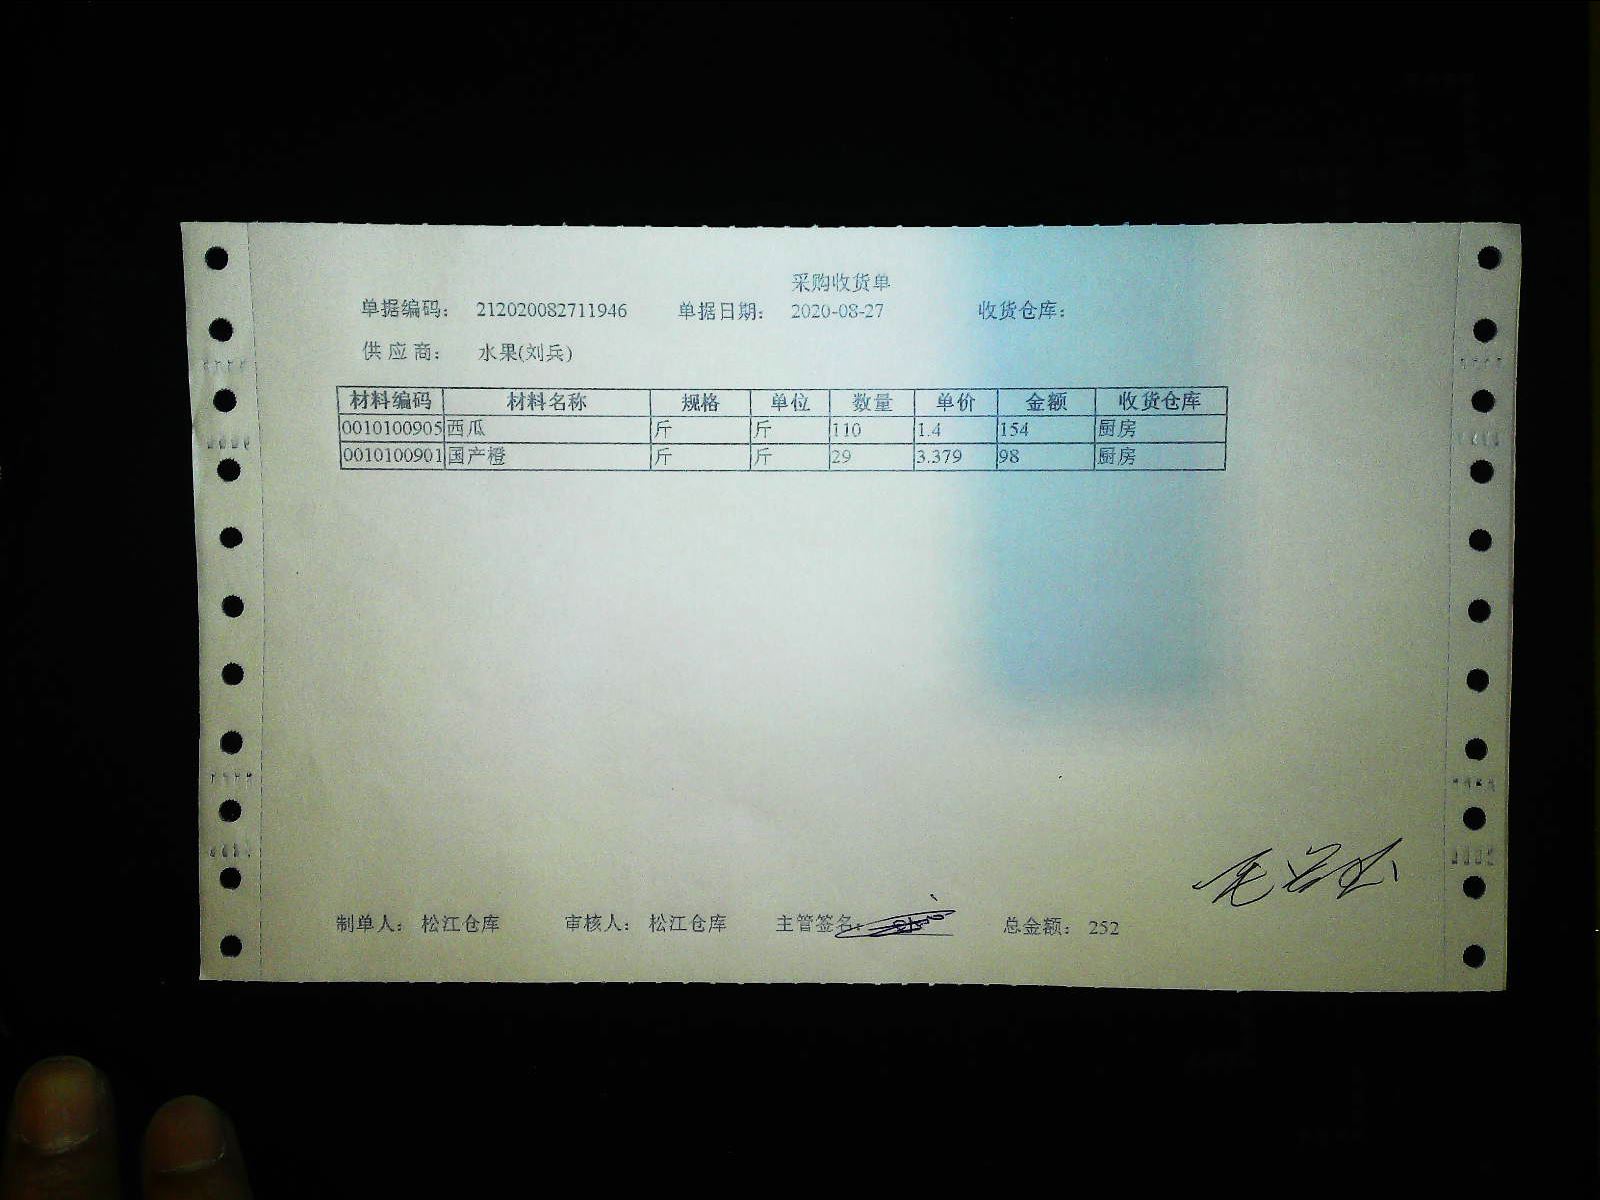 采购收货单
单据编码： 212020082711946 单据日期： 2020-08-27 收货仓库：
供 应 商： 水果(刘兵)
材料编码 材料名称 规格 单位 数量 单价 金额 收货仓库
0010100905 西瓜 斤 斤 110 1.4 154 厨房
0010100901 国产橙 斤 斤 29 3.379 98 厨房
制单人： 松江仓库 审核人： 松江仓库 主管签名： 总金额： 252